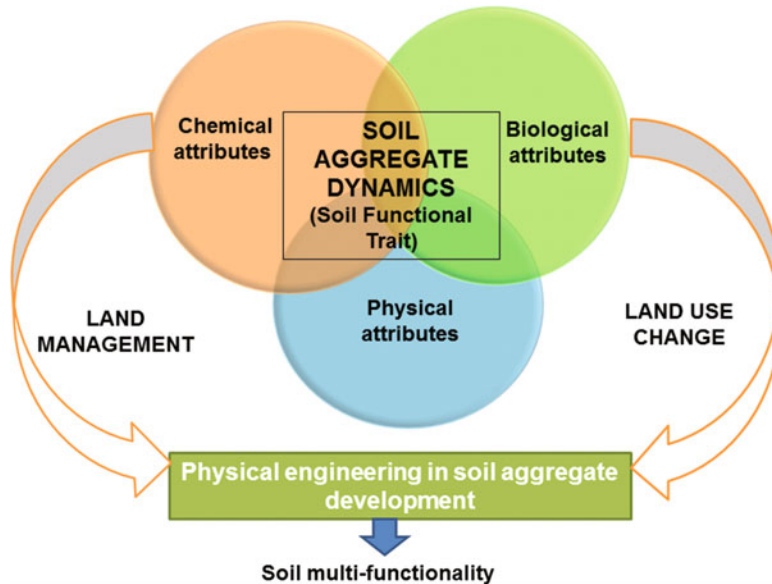 Chemical
attributes
SOIL
AGGREGATE
DYNAMICS
(Soil Functional
Trait)
Biological
attributes
Physical
attributes
LAND
MANAGEMENT
LAND USE
CHANGE
Physical engineering in soil aggregate
development
Soil multi-functionality